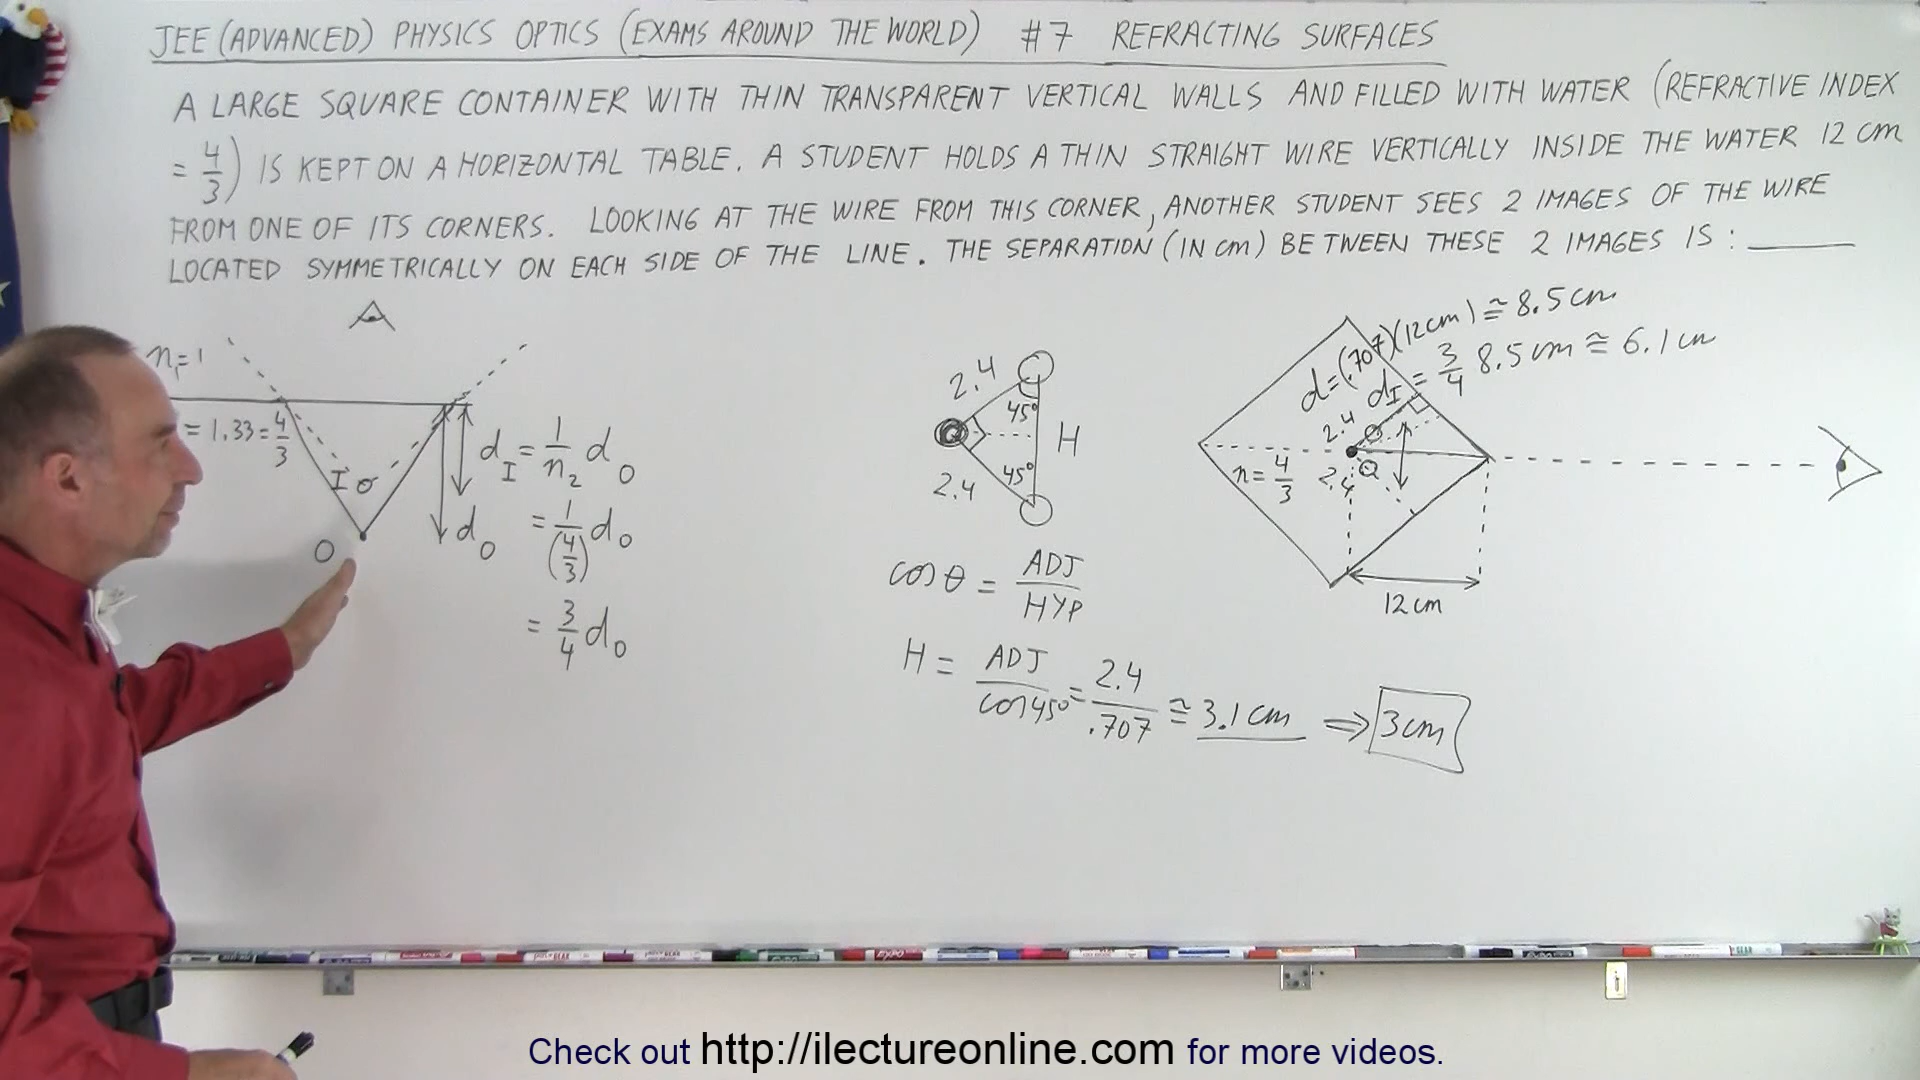 JEE (ADVANCED) PHYSICS OPTICS (EXAMS AROUND THE WORLD) #7 REFRACTING SURFACES
A LARGE SQUARE CONTAINER WITH THIN TRANSPARENT VERTICAL WALLS AND FILLED WITH WATER (REFRACTIVE INDEX
= 4/3) IS KEPT ON A HORIZONTAL TABLE. A STUDENT HOLDS A THIN STRAIGHT WIRE VERTICALLY INSIDE THE WATER 12 CM
FROM ONE OF ITS CORNERS. LOOKING AT THE WIRE FROM THIS CORNER, ANOTHER STUDENT SEES 2 IMAGES OF THE WIRE
LOCATED SYMMETRICALLY ON EACH SIDE OF THE LINE. THE SEPARATION (IN CM) BETWEEN THESE 2 IMAGES IS: ______
n₁=1
= 1.33 = 4/3
I
O
d_I = 1/n₂ d_O
d_O
= 1/(4/3) d_O
= 3/4 d_O
2.4
45°
H
45°
2.4
cos θ = ADJ/HYP
H = ADJ/cos 45° = 2.4/.707 ≅ 3.1 cm ⇒ 3 cm
d = (.707)(12 cm) ≅ 8.5 cm
d_I = 3/4 8.5 cm ≅ 6.1 cm
2.4
n = 4/3
2.4
12 cm
Check out http://ilectureonline.com for more videos.